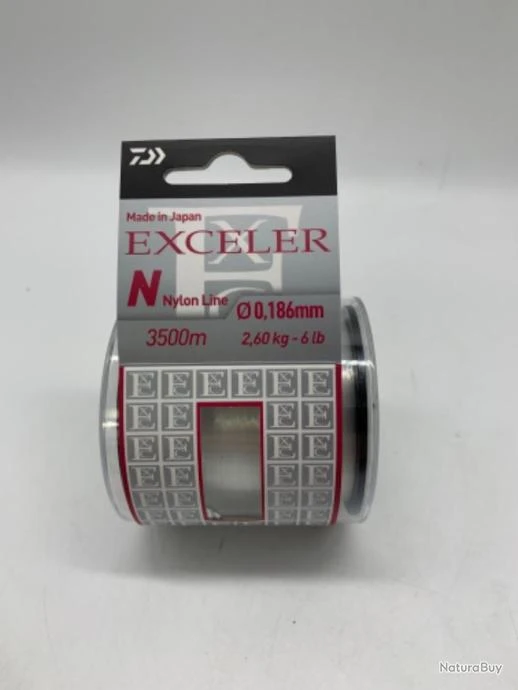 Made in Japan
EXCELER
N Nylon Line
Ø 0,186mm
3500m
2,60 kg - 6 lb
NaturaBuy